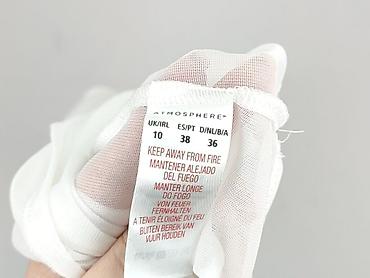 ATMOSPHERE
UK/IRL ES/PT D/NL/B/A
10 38 36
KEEP AWAY FROM FIRE
MANTENER ALEJADO
DEL FUEGO
MANTER LONGE
DO FOGO
VON FEUER
FERNHALTEN
A TENIR ÉLOIGNE DU FEU
BUITEN BEREIK VAN
VUUR HOUDEN